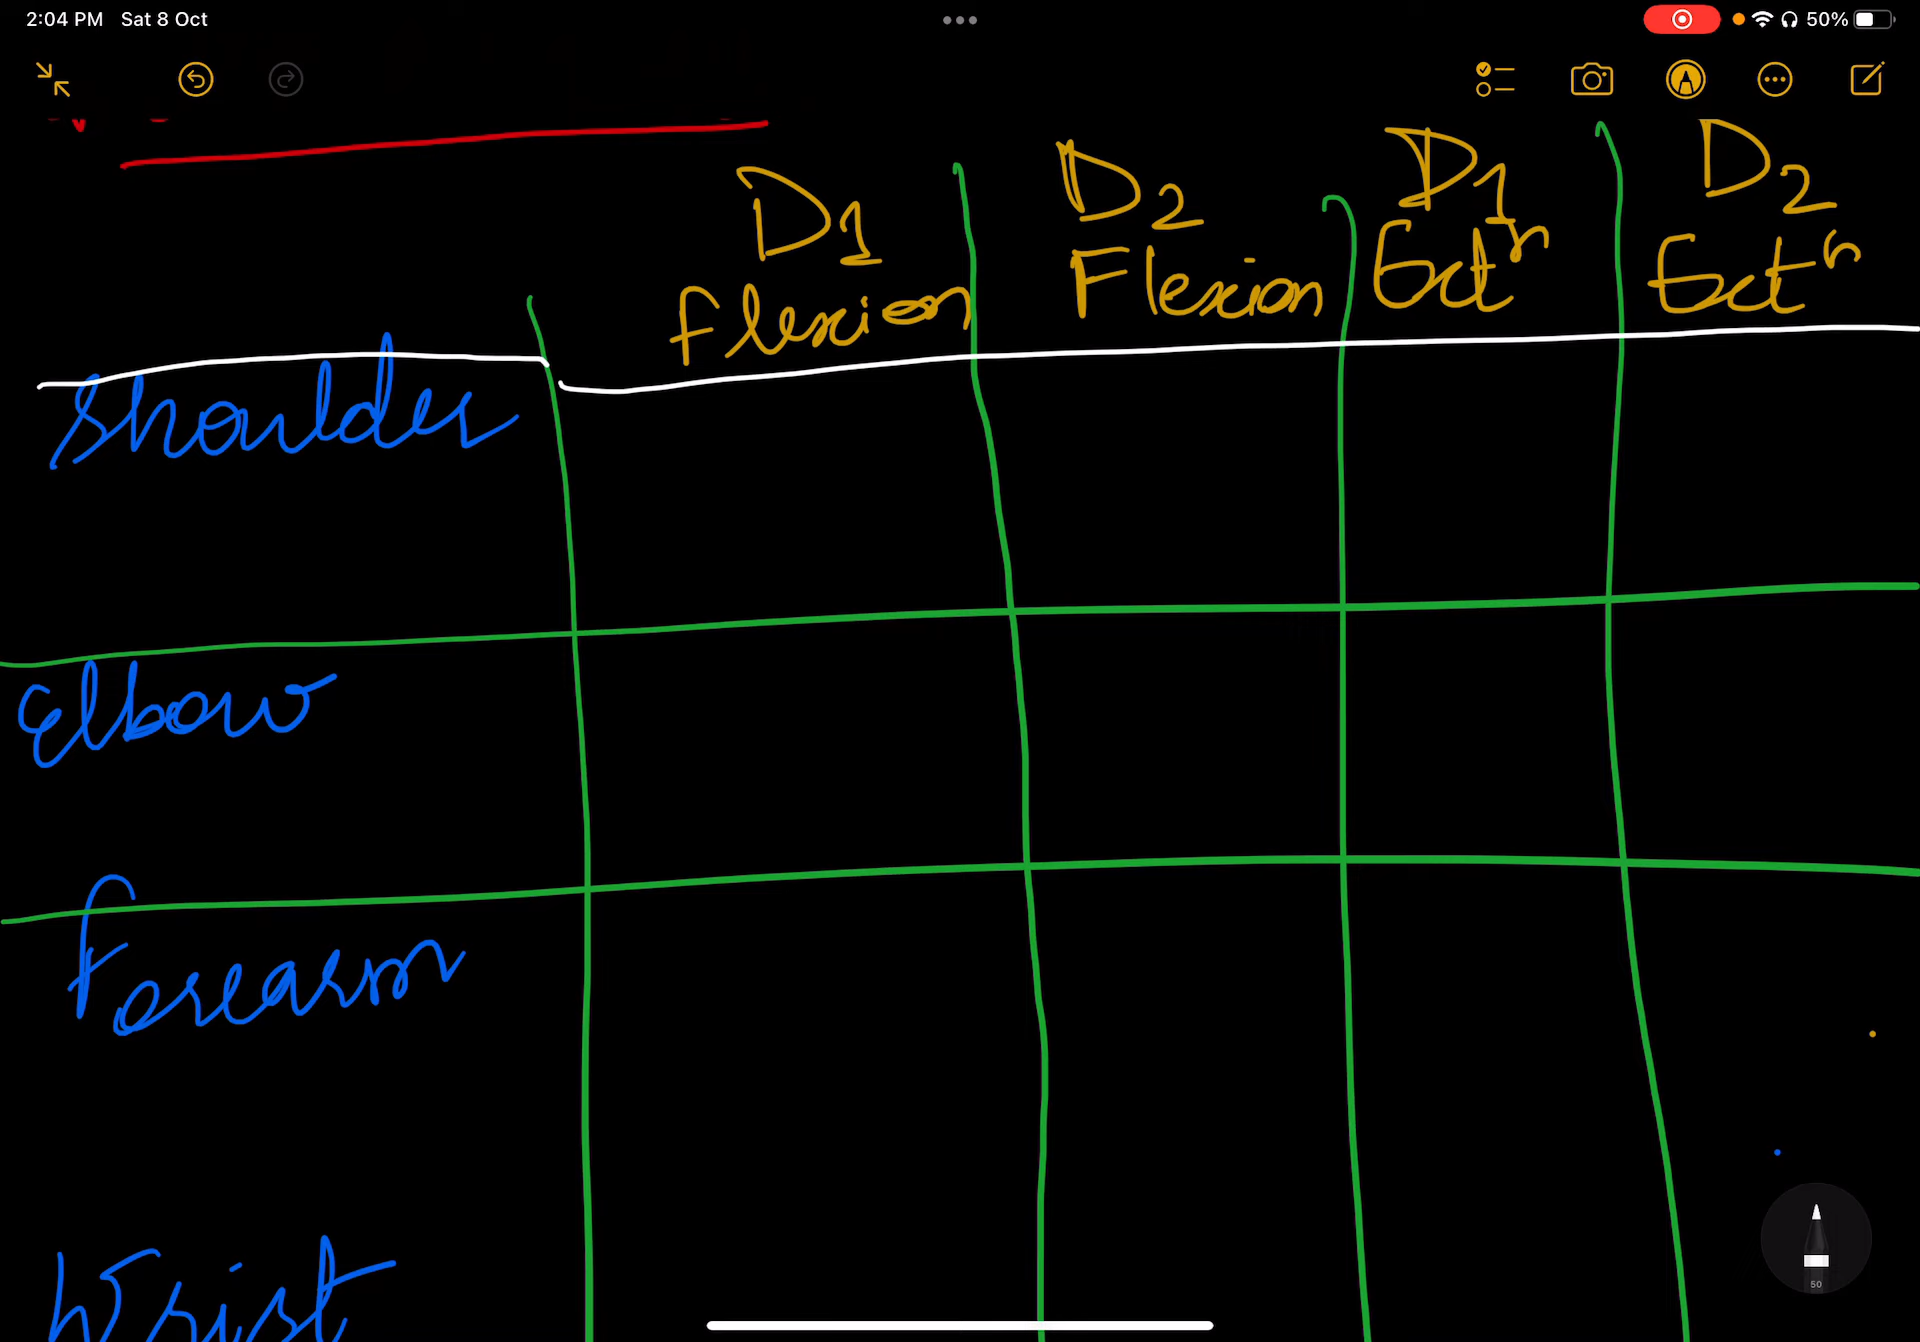 2:04 PM Sat 8 Oct
50%
D1 flexion
D2 Flexion
D1 Extn
D2 Extn
Shoulder
Elbow
Forearm
Wrist
50